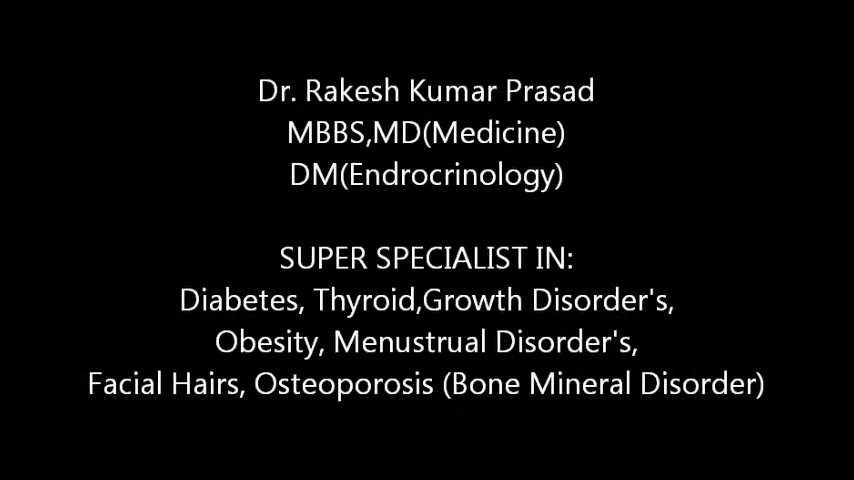 Dr. Rakesh Kumar Prasad
MBBS,MD(Medicine)
DM(Endrocrinology)
SUPER SPECIALIST IN:
Diabetes, Thyroid,Growth Disorder's,
Obesity, Menustrual Disorder's,
Facial Hairs, Osteoporosis (Bone Mineral Disorder)